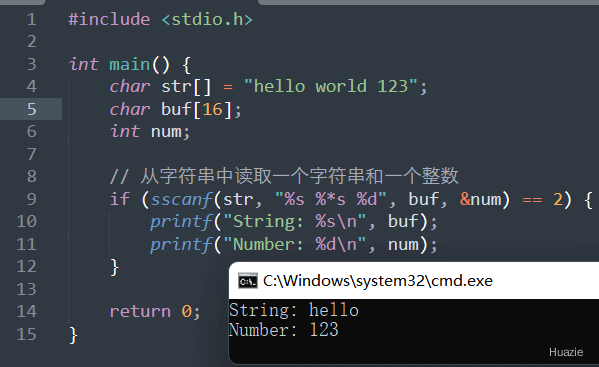 1 #include <stdio.h>
2
3 int main() {
4 char str[] = "hello world 123";
5 char buf[16];
6 int num;
7
8 // 从字符串中读取一个字符串和一个整数
9 if (sscanf(str, "%s %*s %d", buf, &num) == 2) {
10 printf("String: %s\n", buf);
11 printf("Number: %d\n", num);
12 }
13
14 return 0;
15 }
C:\Windows\system32\cmd.exe
String: hello
Number: 123
Huazie